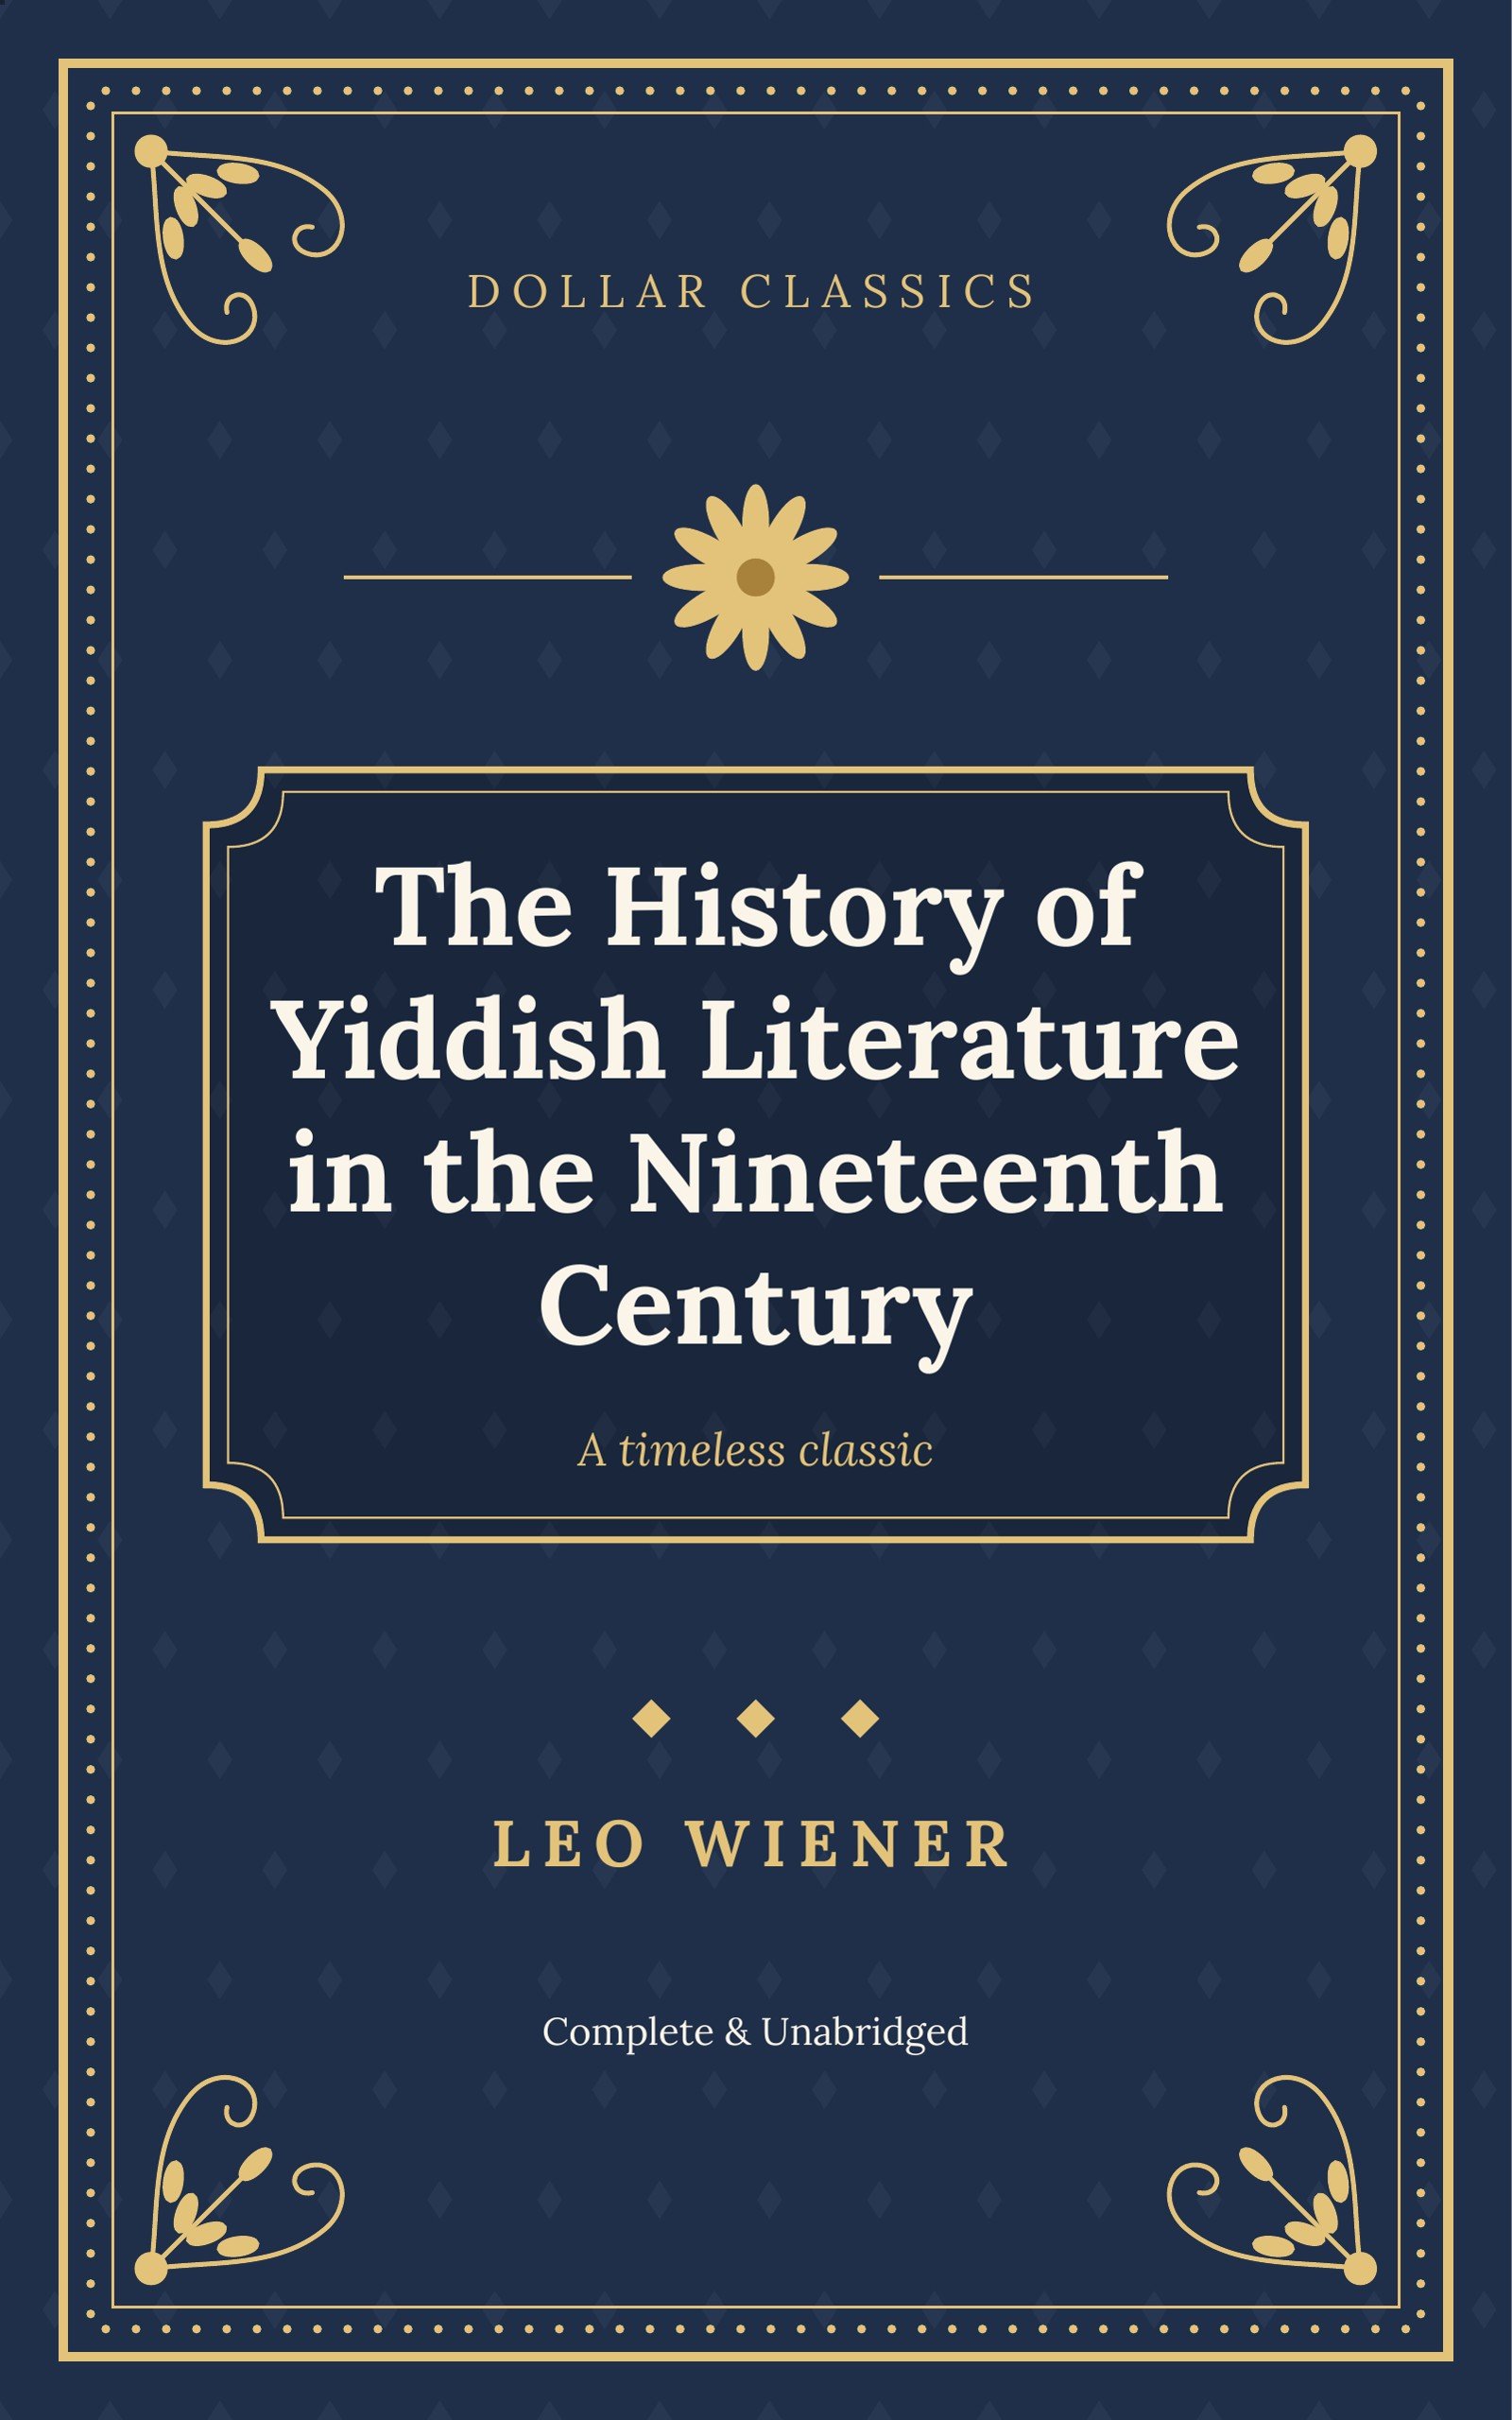 DOLLAR CLASSICS
The History of
Yiddish Literature
in the Nineteenth
Century
A timeless classic
LEO WIENER
Complete & Unabridged